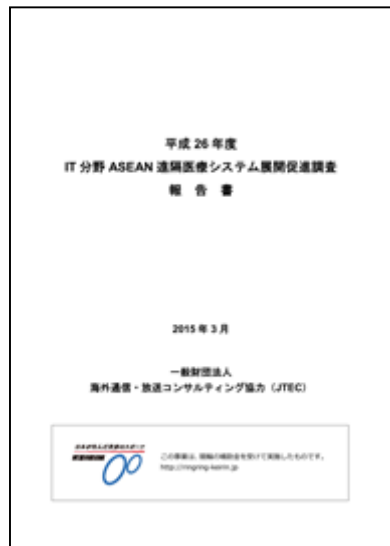 平成 26 年度
IT 分野 ASEAN 遠隔医療システム展開促進調査
報 告 書
2015 年 3 月
一般財団法人
海外通信・放送コンサルティング協力（JTEC）
この事業は、競輪の補助金を受けて実施したものです。
http://ringring-keirin.jp